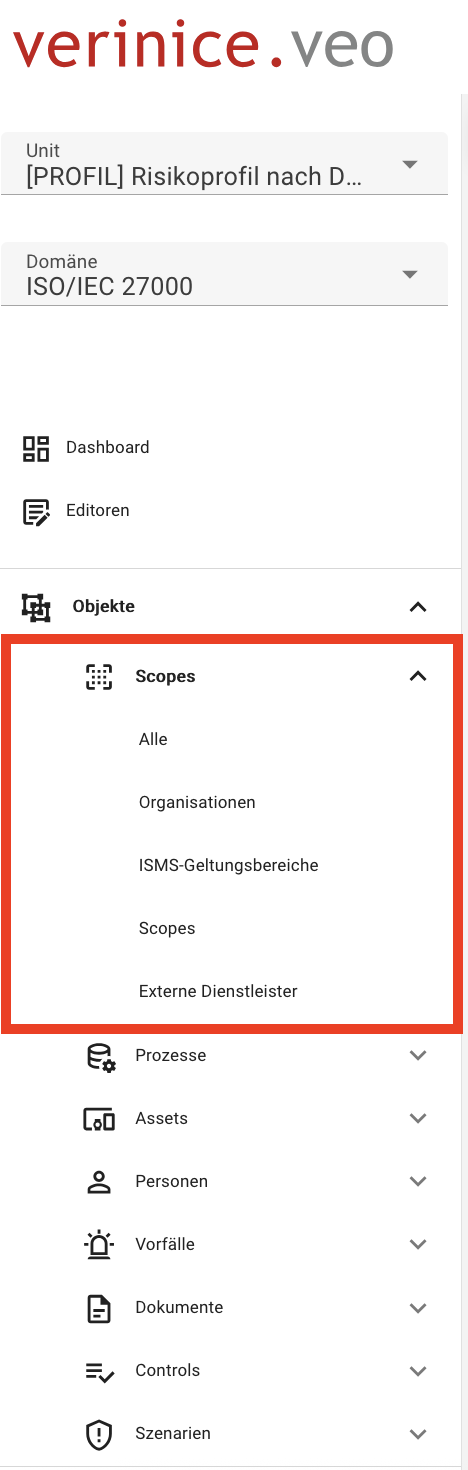 verinice.veo
Unit
[PROFIL] Risikoprofil nach D...
Domäne
ISO/IEC 27000
Dashboard
Editoren
Objekte
Scopes
Alle
Organisationen
ISMS-Geltungsbereiche
Scopes
Externe Dienstleister
Prozesse
Assets
Personen
Vorfälle
Dokumente
Controls
Szenarien